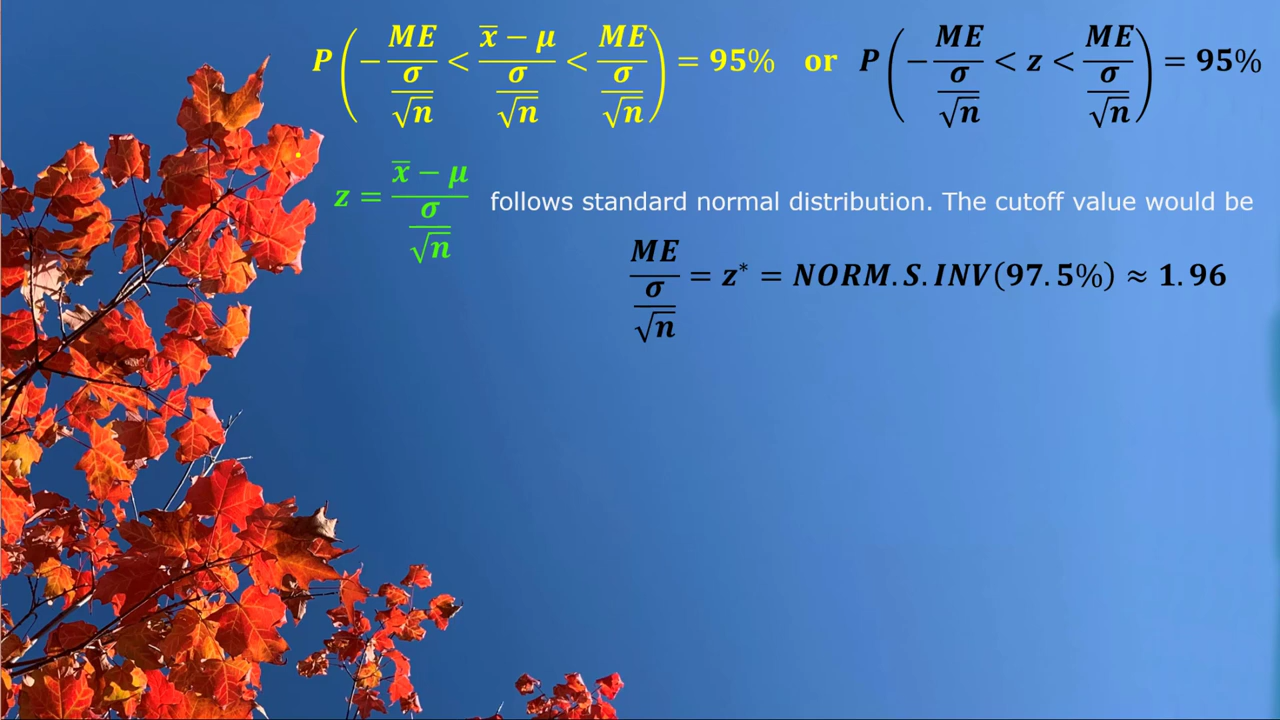 P(−ME/(σ/√n) < (x̅ − μ)/(σ/√n) < ME/(σ/√n)) = 95% or P(−ME/(σ/√n) < z < ME/(σ/√n)) = 95%
z = (x̅ − μ)/(σ/√n) follows standard normal distribution. The cutoff value would be
ME/(σ/√n) = z* = NORM.S.INV(97.5%) ≈ 1.96